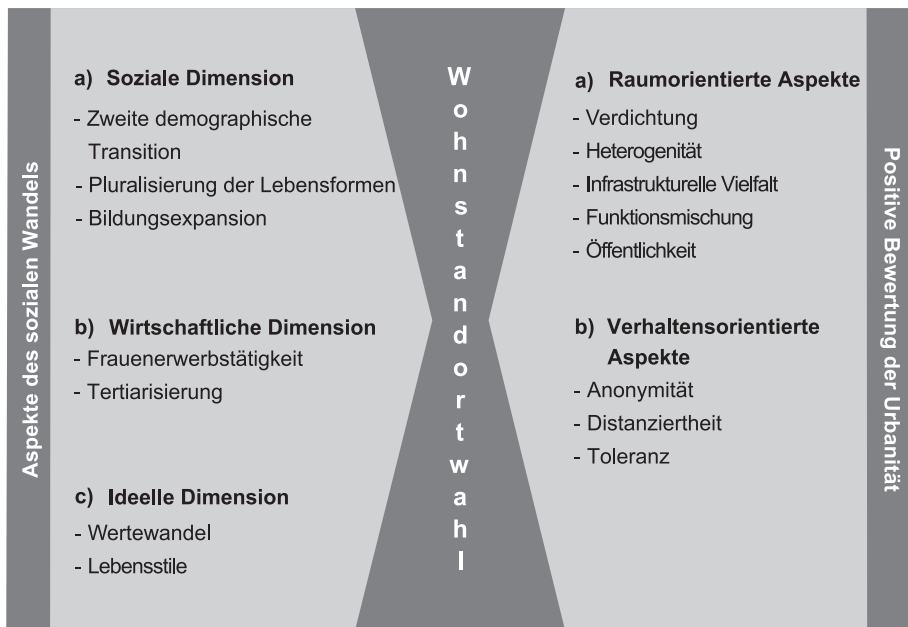 Aspekte des sozialen Wandels
a) Soziale Dimension
- Zweite demographische
Transition
- Pluralisierung der Lebensformen
- Bildungsexpansion
b) Wirtschaftliche Dimension
- Frauenerwerbstätigkeit
- Tertiarisierung
c) Ideelle Dimension
- Wertewandel
- Lebensstile
Wohnstandortwahl
a) Raumorientierte Aspekte
- Verdichtung
- Heterogenität
- Infrastrukturelle Vielfalt
- Funktionsmischung
- Öffentlichkeit
b) Verhaltensorientierte
Aspekte
- Anonymität
- Distanziertheit
- Toleranz
Positive Bewertung der Urbanität